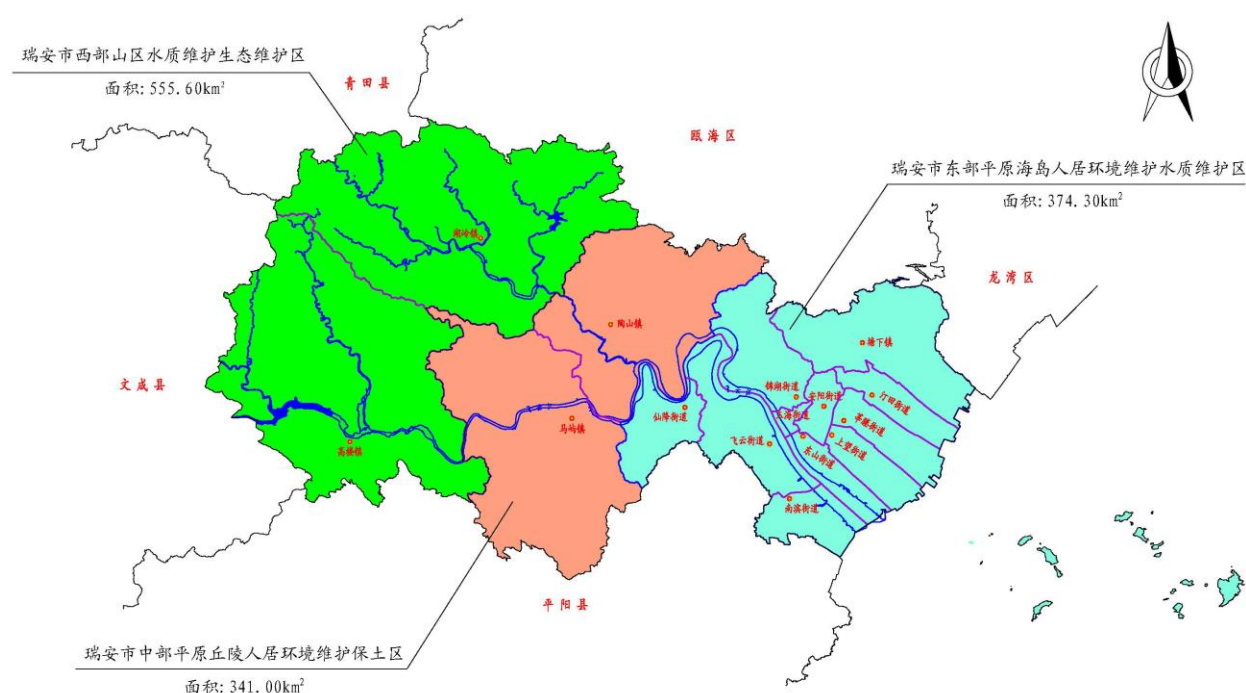 瑞安市西部山区水质维护生态维护区
面积:555.60km²
青田县
瓯海区
瑞安市东部平原海岛人居环境维护水质维护区
面积:374.30km²
龙湾区
湖岭镇
陶山镇
塘下镇
文成县
锦湖街道
安阳街道
汀田街道
玉海街道
莘塍街道
仙降街道
马屿镇
飞云街道
东山街道
上望街道
高楼镇
南滨街道
平阳县
瑞安市中部平原丘陵人居环境维护保土区
面积:341.00km²